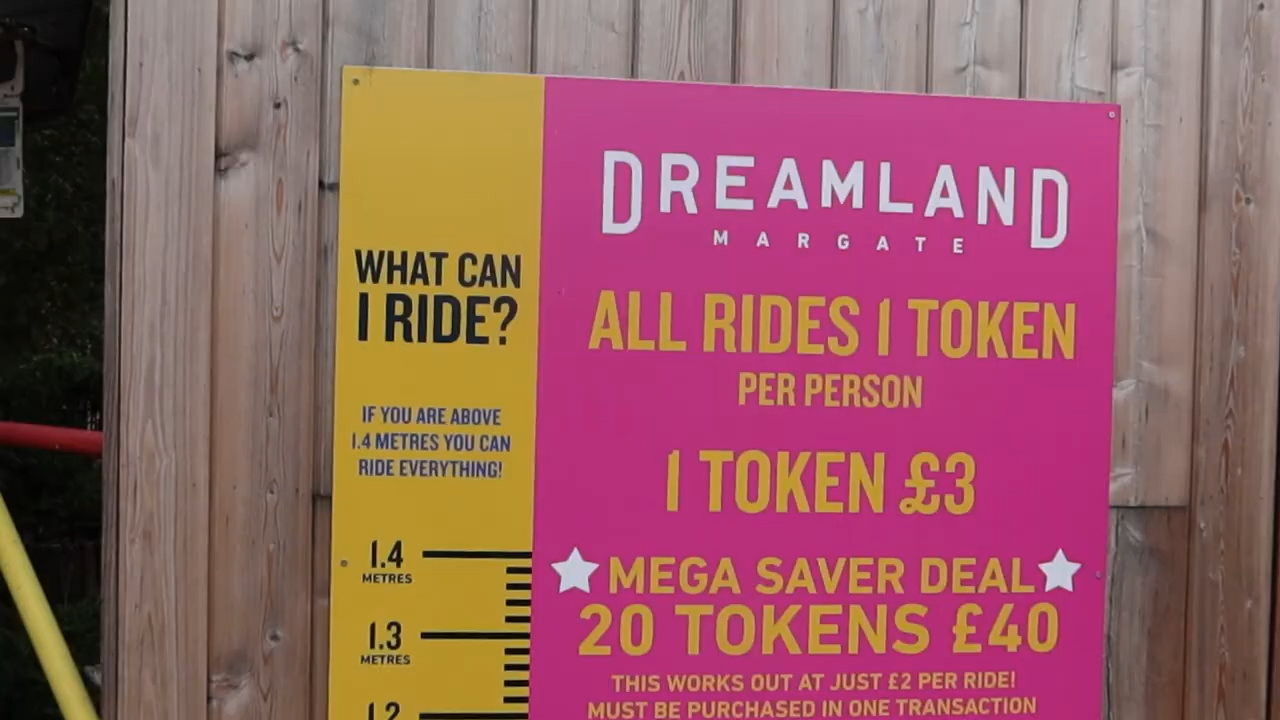 WHAT CAN
I RIDE?
IF YOU ARE ABOVE
1.4 METRES YOU CAN
RIDE EVERYTHING!
1.4
METRES
1.3
METRES
1.2
DREAMLAND
MARGATE
ALL RIDES 1 TOKEN
PER PERSON
1 TOKEN £3
MEGA SAVER DEAL
20 TOKENS £40
THIS WORKS OUT AT JUST £2 PER RIDE!
MUST BE PURCHASED IN ONE TRANSACTION